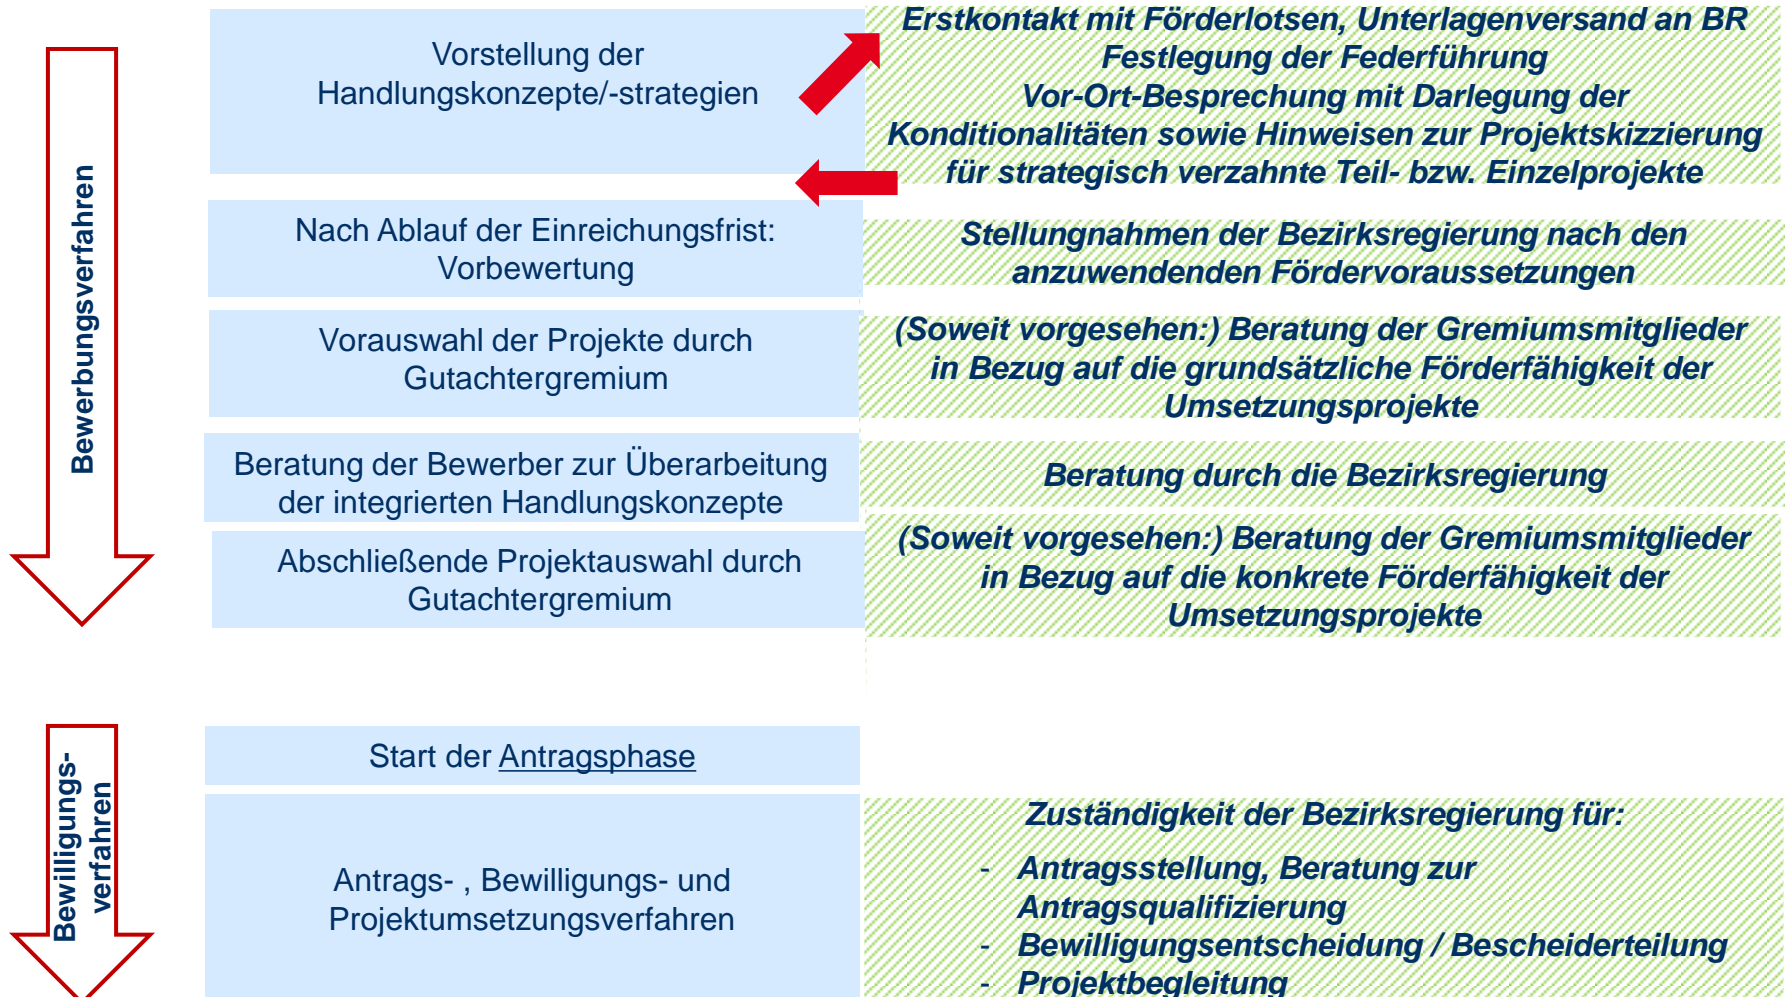 Bewerbungsverfahren
Vorstellung der
Handlungskonzepte/-strategien
Erstkontakt mit Förderlotsen, Unterlagenversand an BR
Festlegung der Federführung
Vor-Ort-Besprechung mit Darlegung der
Konditionalitäten sowie Hinweisen zur Projektskizzierung
für strategisch verzahnte Teil- bzw. Einzelprojekte
Nach Ablauf der Einreichungsfrist:
Vorbewertung
Stellungnahmen der Bezirksregierung nach den
anzuwendenden Fördervoraussetzungen
Vorauswahl der Projekte durch
Gutachtergremium
(Soweit vorgesehen:) Beratung der Gremiumsmitglieder
in Bezug auf die grundsätzliche Förderfähigkeit der
Umsetzungsprojekte
Beratung der Bewerber zur Überarbeitung
der integrierten Handlungskonzepte
Beratung durch die Bezirksregierung
Abschließende Projektauswahl durch
Gutachtergremium
(Soweit vorgesehen:) Beratung der Gremiumsmitglieder
in Bezug auf die konkrete Förderfähigkeit der
Umsetzungsprojekte
Bewilligungs-
verfahren
Start der Antragsphase
Antrags- , Bewilligungs- und
Projektumsetzungsverfahren
Zuständigkeit der Bezirksregierung für:
- Antragsstellung, Beratung zur
Antragsqualifizierung
- Bewilligungsentscheidung / Bescheiderteilung
- Projektbegleitung